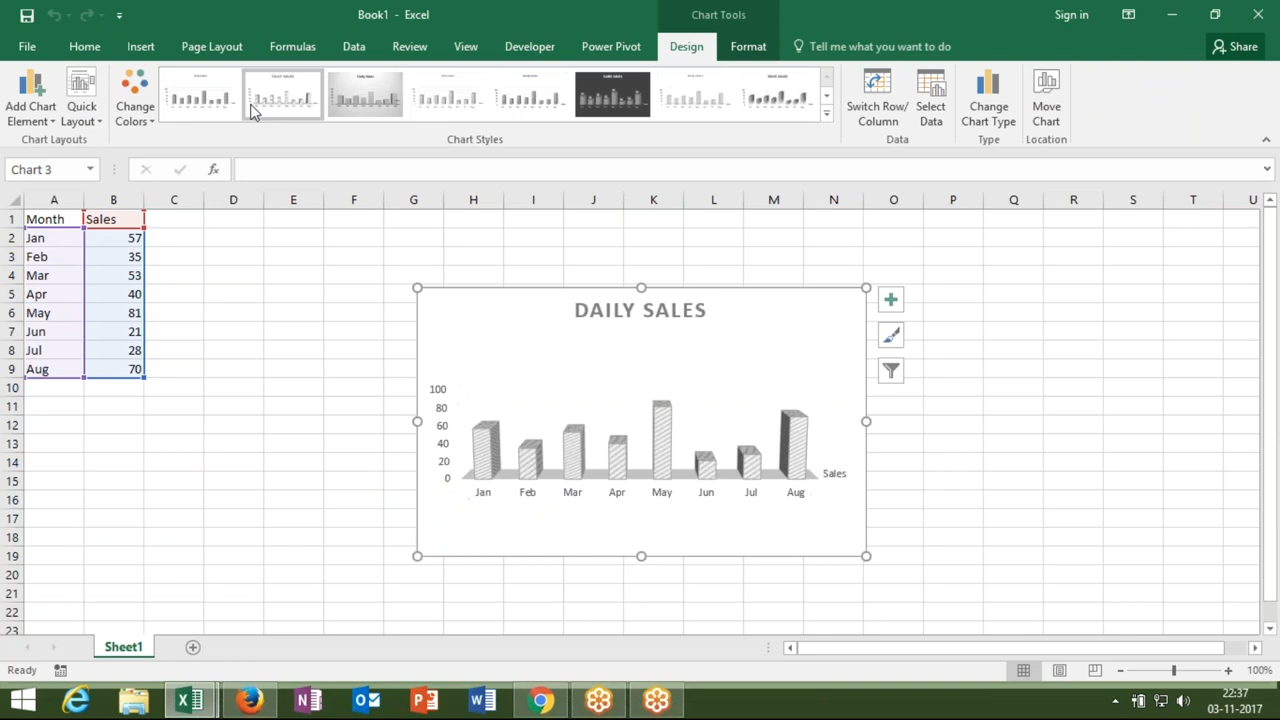 Book1 - Excel
Chart Tools
Sign in
File Home Insert Page Layout Formulas Data Review View Developer Power Pivot Design Format Tell me what you want to do Share
Add Chart Element
Quick Layout
Change Colors
Switch Row/ Column
Select Data
Change Chart Type
Move Chart
Chart Layouts
Chart Styles
Data
Type
Location
Chart 3
fx
A B C D E F G H I J K L M N O P Q R S T U
1 Month Sales
2 Jan 57
3 Feb 35
4 Mar 53
5 Apr 40
6 May 81
7 Jun 21
8 Jul 28
9 Aug 70
10
11
12
13
14
15
16
17
18
19
20
21
22
23
DAILY SALES
100
80
60
40
20
0
Sales
Jan Feb Mar Apr May Jun Jul Aug
Sheet1
Ready
100%
22:37
03-11-2017